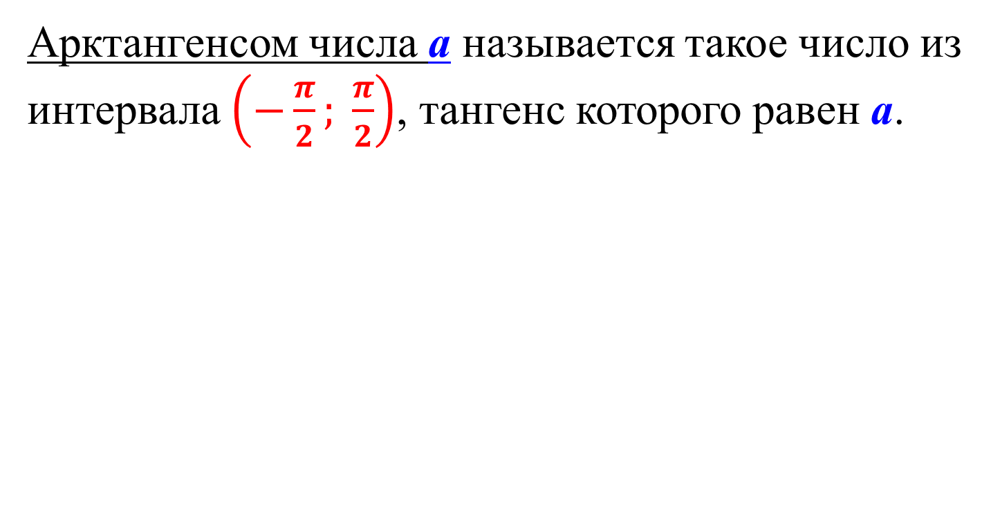 Арктангенсом числа a называется такое число из
интервала (−π/2; π/2), тангенс которого равен a.